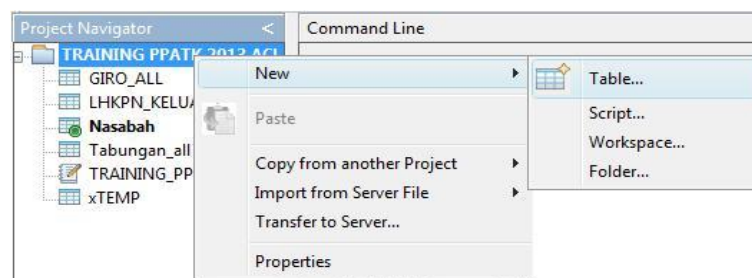 Project Navigator < Command Line
TRAINING PPATK 2013.ACL
GIRO_ALL
LHKPN_KELUA
Nasabah
Tabungan_all
TRAINING_PP
xTEMP
New
Paste
Copy from another Project
Import from Server File
Transfer to Server...
Properties
Table...
Script...
Workspace...
Folder...